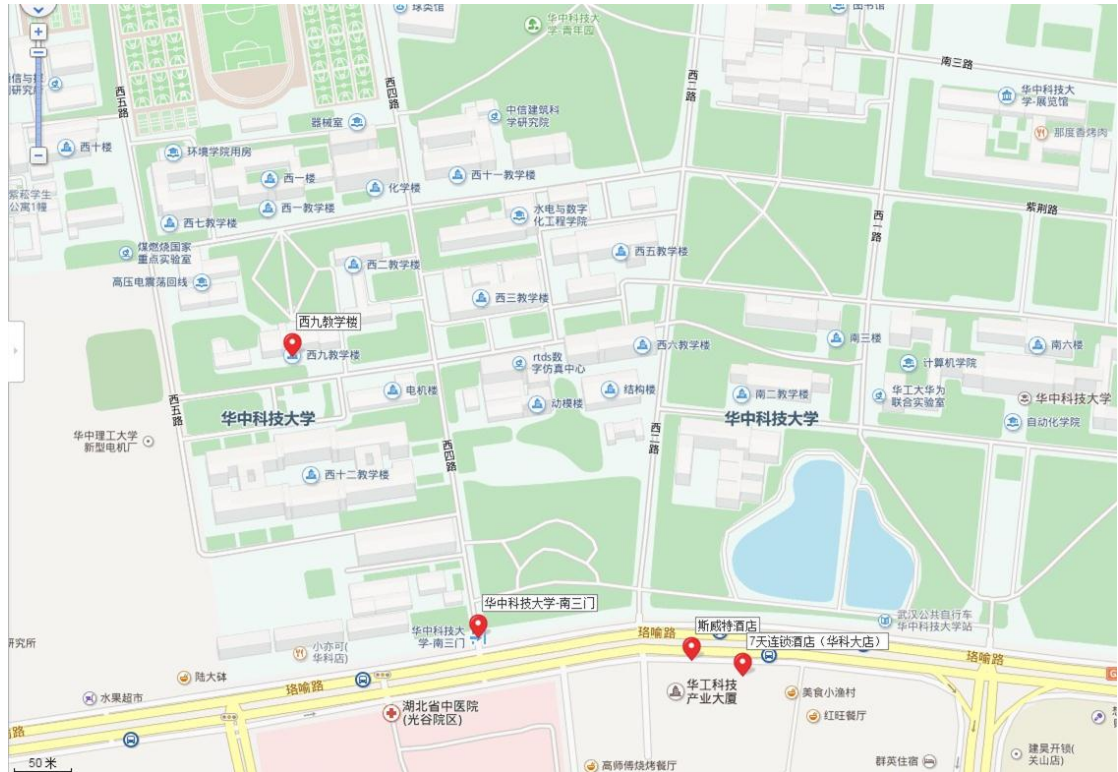 球类馆
华中科技大
学-青年园
图书馆
南三路
西五路
西四路
西二路
华中科技大
学-展览馆
那度香烤肉
中信建筑科
学研究院
器械室
西十楼
环境学院用房
西一楼
化学楼
西十一教学楼
紫菘学生
公寓1幢
西七教学楼
西一教学楼
水电与数字
化工程学院
紫荆路
西一路
煤燃烧国家
重点实验室
高压电震荡回线
西二教学楼
西五教学楼
西三教学楼
西九教学楼
西九教学楼
rtds数
字仿真中心
西六教学楼
南三楼
计算机学院
南六楼
电机楼
动模楼
结构楼
南二教学楼
华工大华为
联合实验室
华中科技大学
自动化学院
西五路
华中科技大学
华中科技大学
华中理工大学
新型电机厂
西四路
西二路
西十二教学楼
华中科技大学-南三门
华中科技大
学-南三门
斯威特酒店
7天连锁酒店（华科大店）
武汉公共自行车
华中科技大学站
珞喻路
珞喻路
珞喻路
研究所
小亦可(
华科店)
陆大砵
水果超市
湖北省中医院
(光谷院区)
华工科技
产业大厦
美食小渔村
红旺餐厅
G
喻路
建昊开锁(
关山店)
群英住宿
高师傅烧烤餐厅
50 米